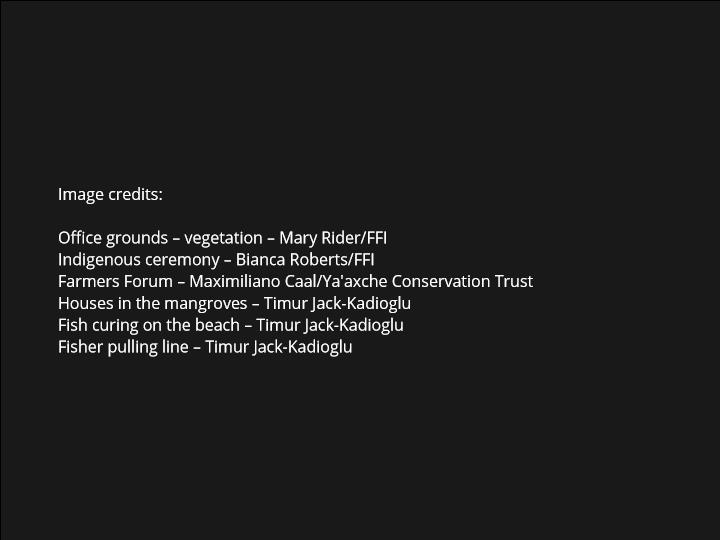 Image credits:
Office grounds – vegetation – Mary Rider/FFI
Indigenous ceremony – Bianca Roberts/FFI
Farmers Forum – Maximiliano Caal/Ya'axche Conservation Trust
Houses in the mangroves – Timur Jack-Kadioglu
Fish curing on the beach – Timur Jack-Kadioglu
Fisher pulling line – Timur Jack-Kadioglu